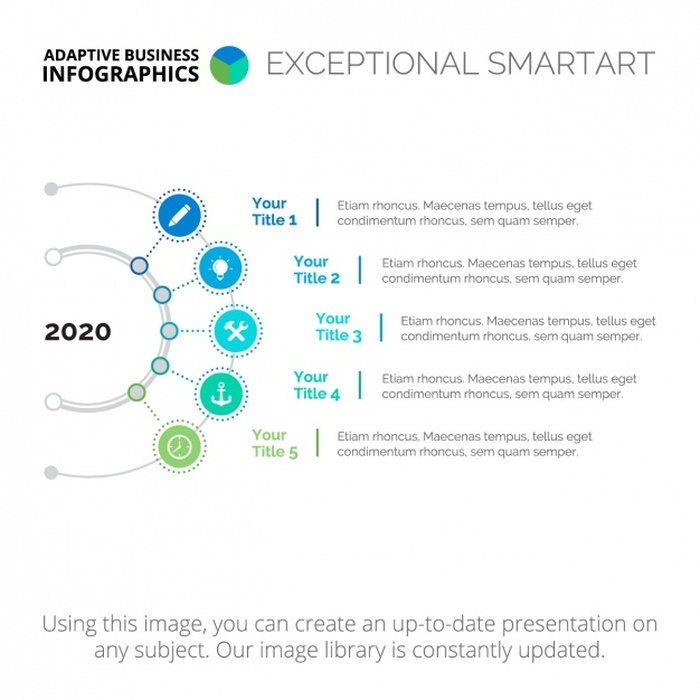 ADAPTIVE BUSINESS
INFOGRAPHICS
EXCEPTIONAL SMARTART
2020
Your
Title 1
Etiam rhoncus. Maecenas tempus, tellus eget
condimentum rhoncus, sem quam semper.
Your
Title 2
Etiam rhoncus. Maecenas tempus, tellus eget
condimentum rhoncus, sem quam semper.
Your
Title 3
Etiam rhoncus. Maecenas tempus, tellus eget
condimentum rhoncus, sem quam semper.
Your
Title 4
Etiam rhoncus. Maecenas tempus, tellus eget
condimentum rhoncus, sem quam semper.
Your
Title 5
Etiam rhoncus. Maecenas tempus, tellus eget
condimentum rhoncus, sem quam semper.
Using this image, you can create an up-to-date presentation on
any subject. Our image library is constantly updated.